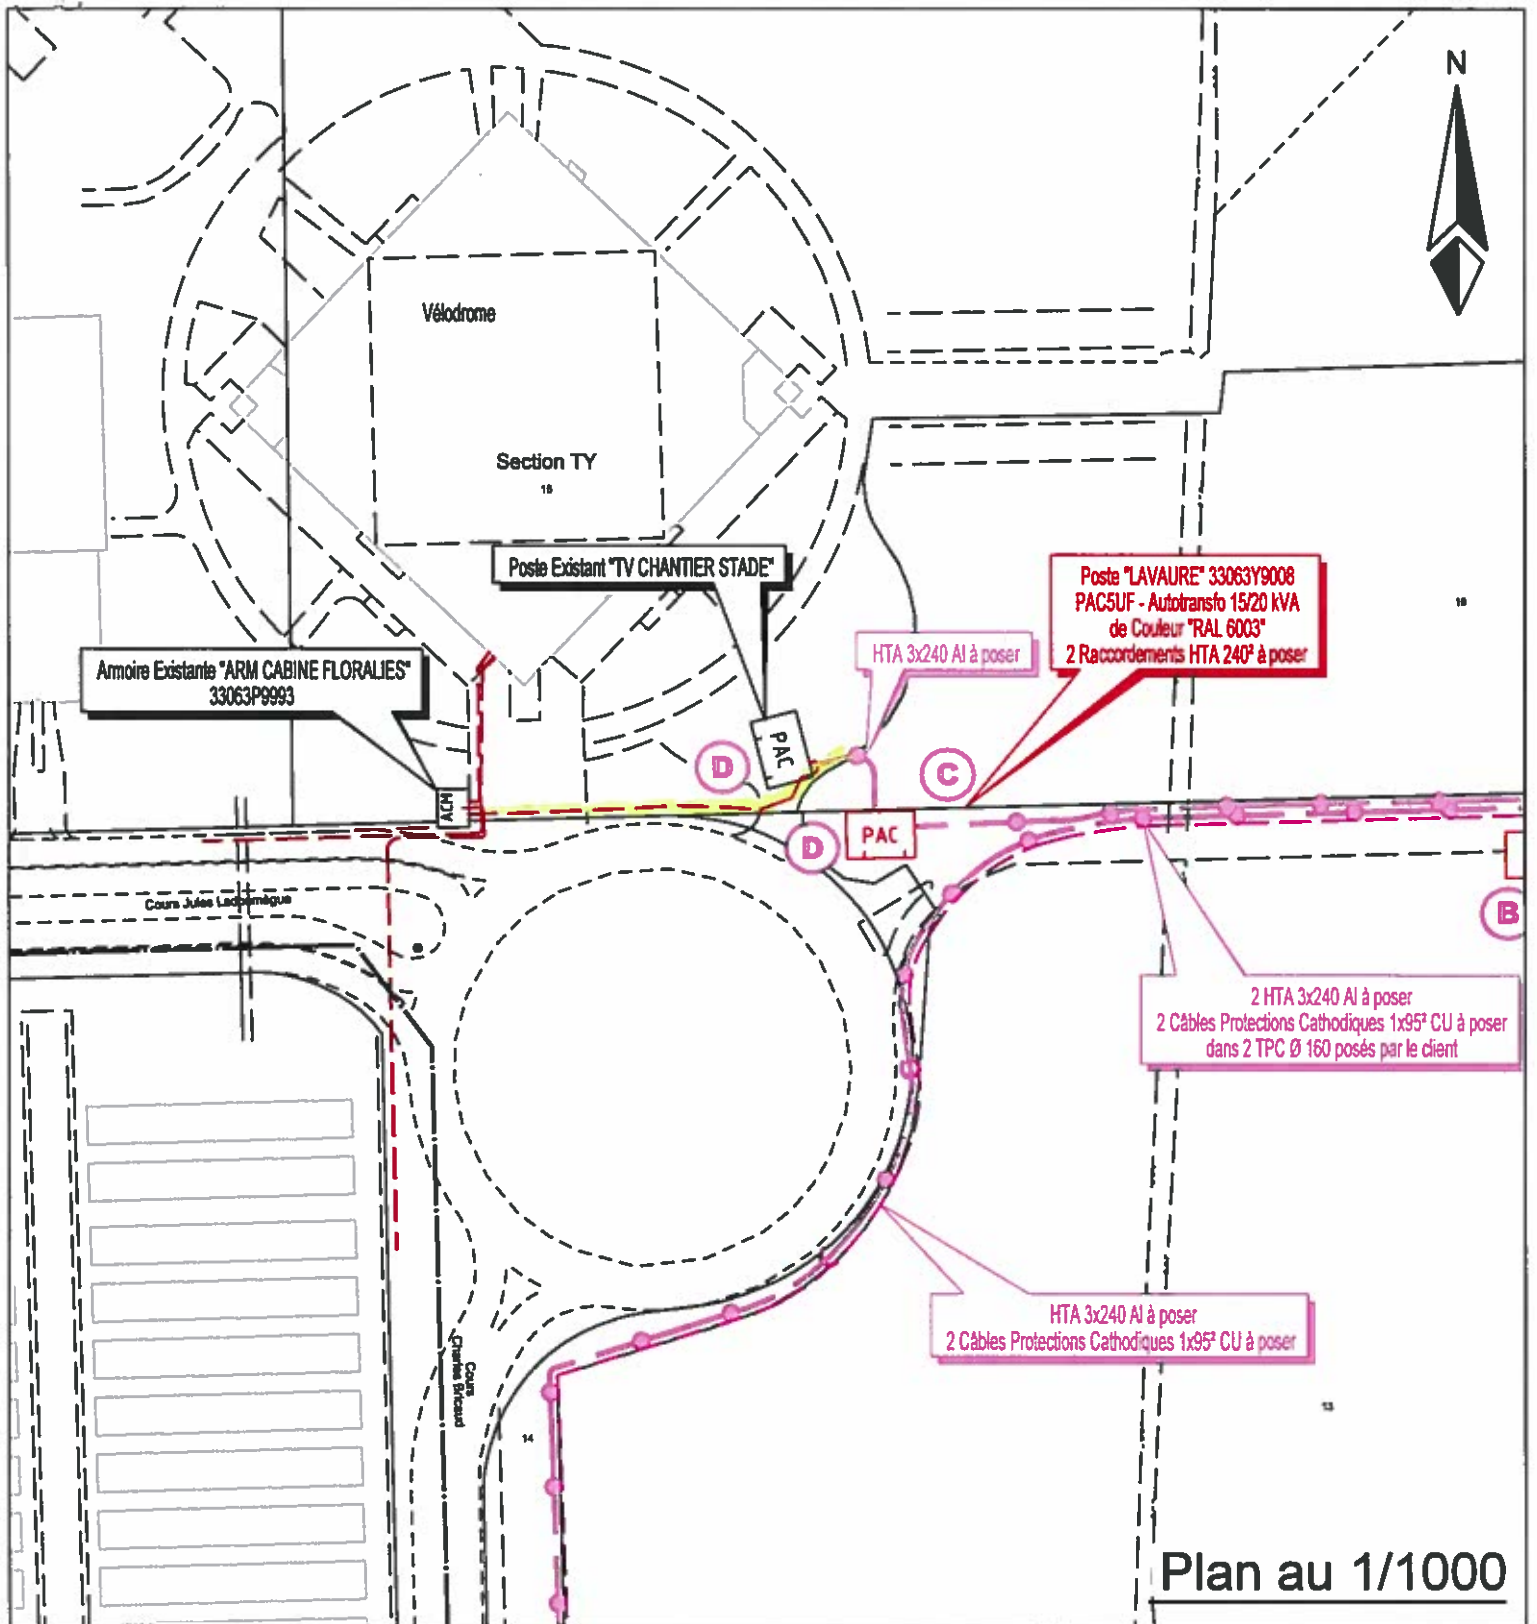 N
Vélodrome
Section TY
15
Poste Existant "TV CHANTIER STADE"
Poste "LAVAURE" 33063Y9008
PAC5UF - Autotransfo 15/20 kVA
de Couleur "RAL 6003"
2 Raccordements HTA 240² à poser
HTA 3x240 Al à poser
Armoire Existante "ARM CABINE FLORALIES"
33063P9993
PAC
D
C
ACM
D
PAC
B
Cours Jules Ladoumègue
2 HTA 3x240 Al à poser
2 Câbles Protections Cathodiques 1x95² CU à poser
dans 2 TPC Ø 160 posés par le client
HTA 3x240 Al à poser
2 Câbles Protections Cathodiques 1x95² CU à poser
Cours
Charles Bricaud
14
13
Plan au 1/1000